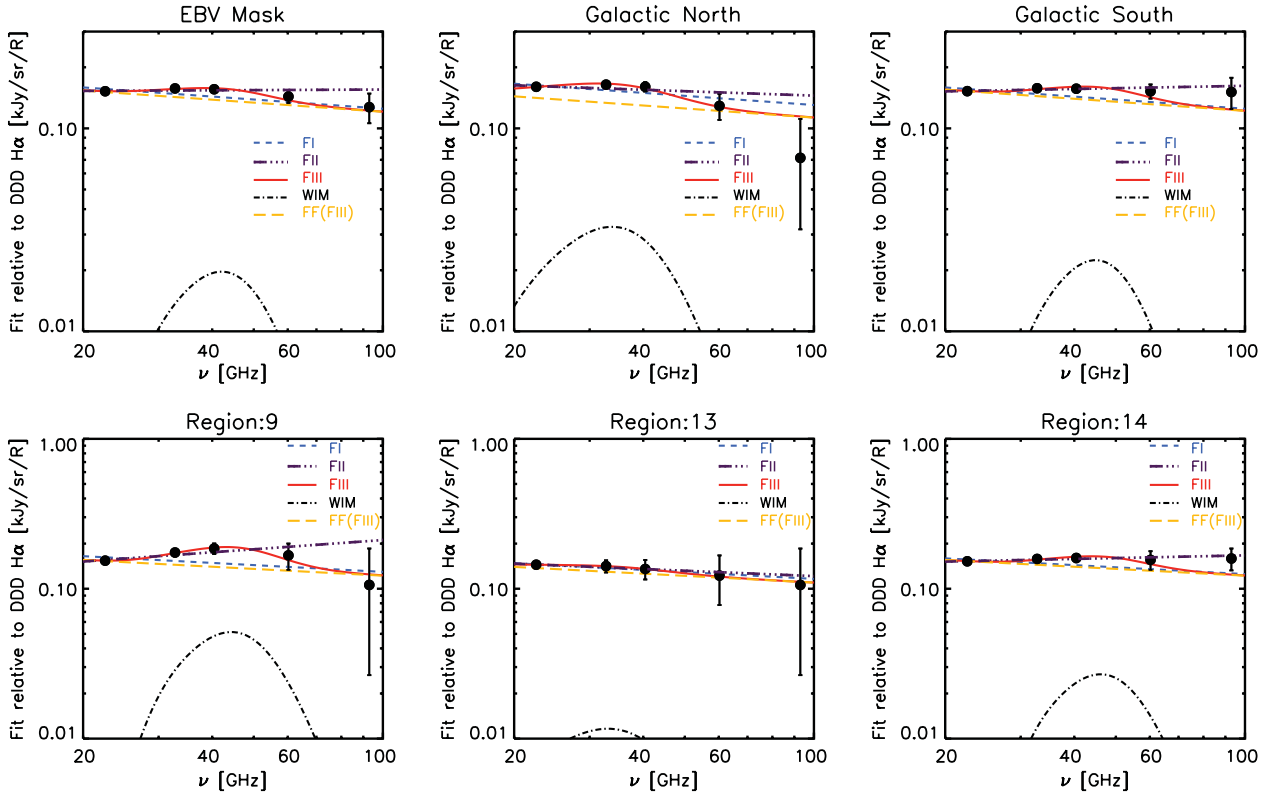 EBV Mask
Fit relative to DDD Hα [kJy/sr/R]
0.10
0.01
FI
FII
FIII
WIM
FF(FIII)
20
40
60
100
ν [GHz]
Galactic North
Fit relative to DDD Hα [kJy/sr/R]
0.10
0.01
FI
FII
FIII
WIM
FF(FIII)
20
40
60
100
ν [GHz]
Galactic South
Fit relative to DDD Hα [kJy/sr/R]
0.10
0.01
FI
FII
FIII
WIM
FF(FIII)
20
40
60
100
ν [GHz]
Region:9
Fit relative to DDD Hα [kJy/sr/R]
1.00
0.10
0.01
FI
FII
FIII
WIM
FF(FIII)
20
40
60
100
ν [GHz]
Region:13
Fit relative to DDD Hα [kJy/sr/R]
1.00
0.10
0.01
FI
FII
FIII
WIM
FF(FIII)
20
40
60
100
ν [GHz]
Region:14
Fit relative to DDD Hα [kJy/sr/R]
1.00
0.10
0.01
FI
FII
FIII
WIM
FF(FIII)
20
40
60
100
ν [GHz]